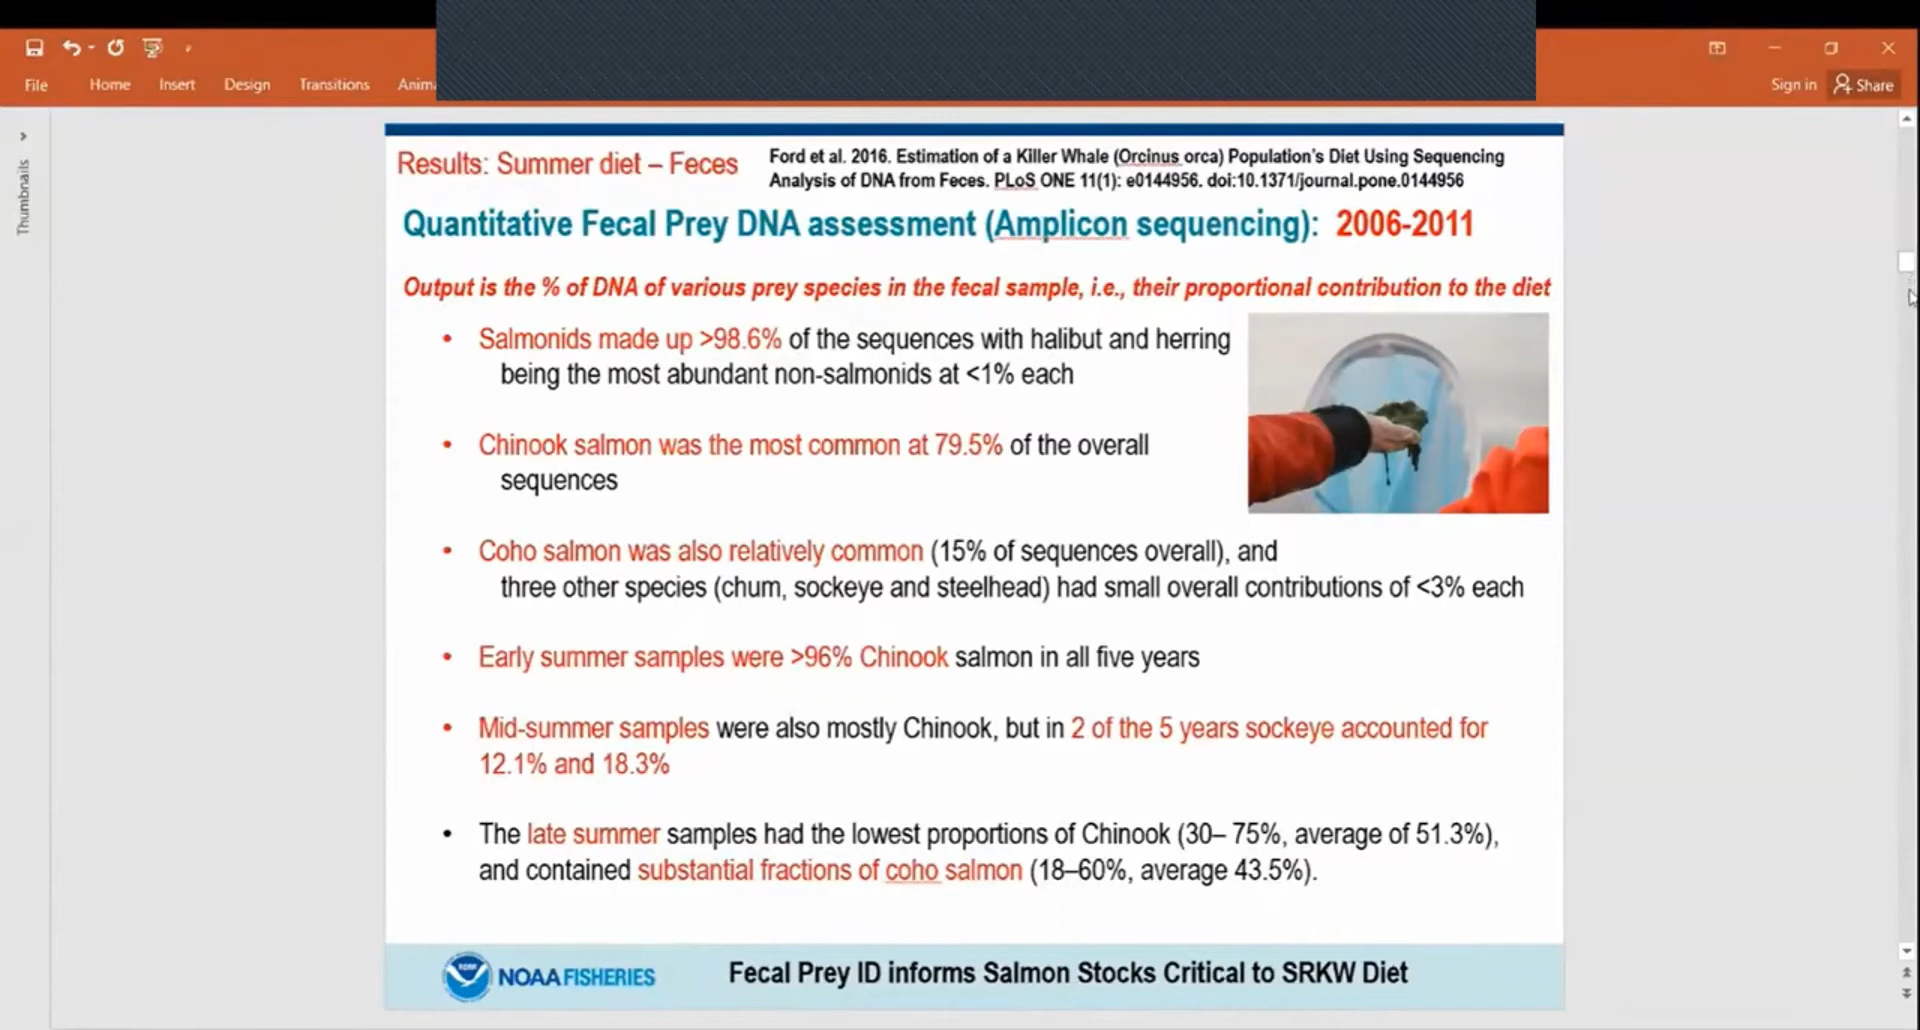 File Home Insert Design Transitions Anima
Sign in Share
Thumbnails
Results: Summer diet – Feces
Ford et al. 2016. Estimation of a Killer Whale (Orcinus orca) Population's Diet Using Sequencing
Analysis of DNA from Feces. PLoS ONE 11(1): e0144956. doi:10.1371/journal.pone.0144956
Quantitative Fecal Prey DNA assessment (Amplicon sequencing): 2006-2011
Output is the % of DNA of various prey species in the fecal sample, i.e., their proportional contribution to the diet
• Salmonids made up >98.6% of the sequences with halibut and herring
being the most abundant non-salmonids at <1% each
• Chinook salmon was the most common at 79.5% of the overall
sequences
• Coho salmon was also relatively common (15% of sequences overall), and
three other species (chum, sockeye and steelhead) had small overall contributions of <3% each
• Early summer samples were >96% Chinook salmon in all five years
• Mid-summer samples were also mostly Chinook, but in 2 of the 5 years sockeye accounted for
12.1% and 18.3%
• The late summer samples had the lowest proportions of Chinook (30– 75%, average of 51.3%),
and contained substantial fractions of coho salmon (18–60%, average 43.5%).
NOAA FISHERIES
Fecal Prey ID informs Salmon Stocks Critical to SRKW Diet